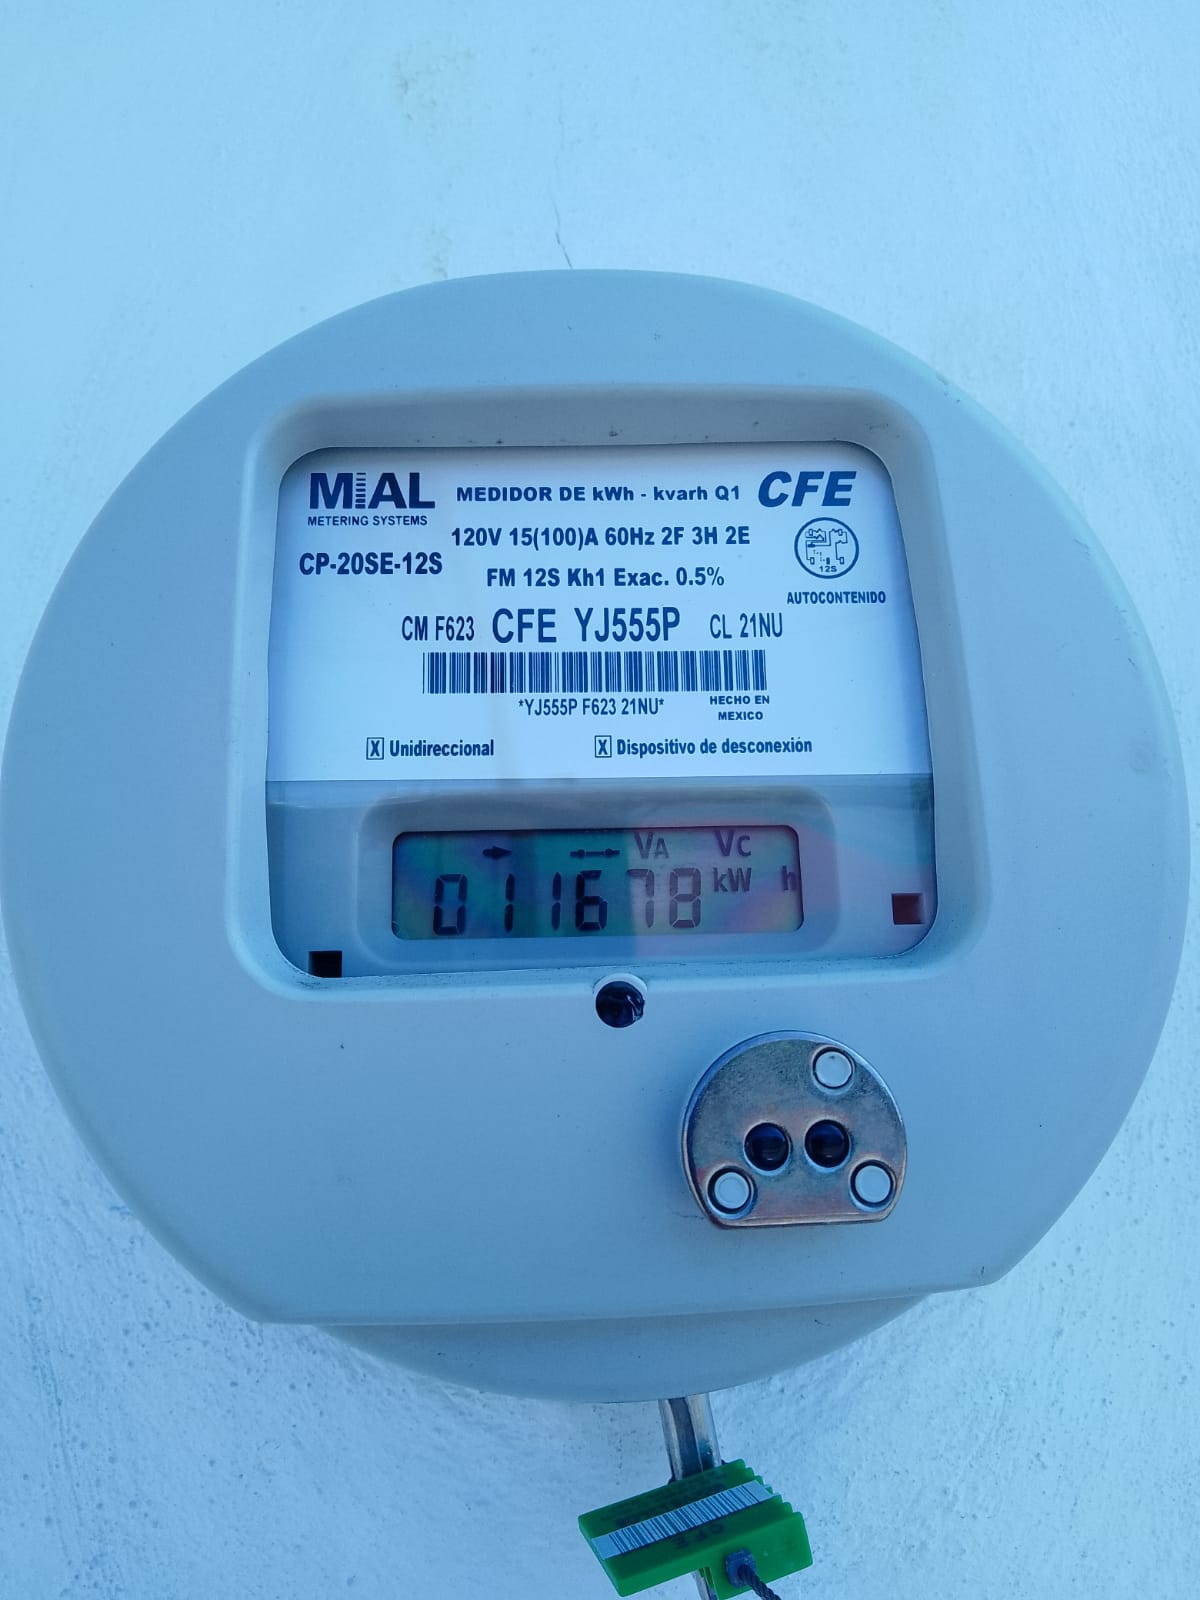 MIAL
METERING SYSTEMS
MEDIDOR DE kWh - kvarh Q1
CFE
120V 15(100)A 60Hz 2F 3H 2E
CP-20SE-12S
FM 12S Kh1 Exac. 0.5%
12S
AUTOCONTENIDO
CM F623 CFE YJ555P CL 21NU
*YJ555P F623 21NU*
HECHO EN
MEXICO
X Unidireccional
X Dispositivo de desconexión
VA VC
011678 kW h
CFE